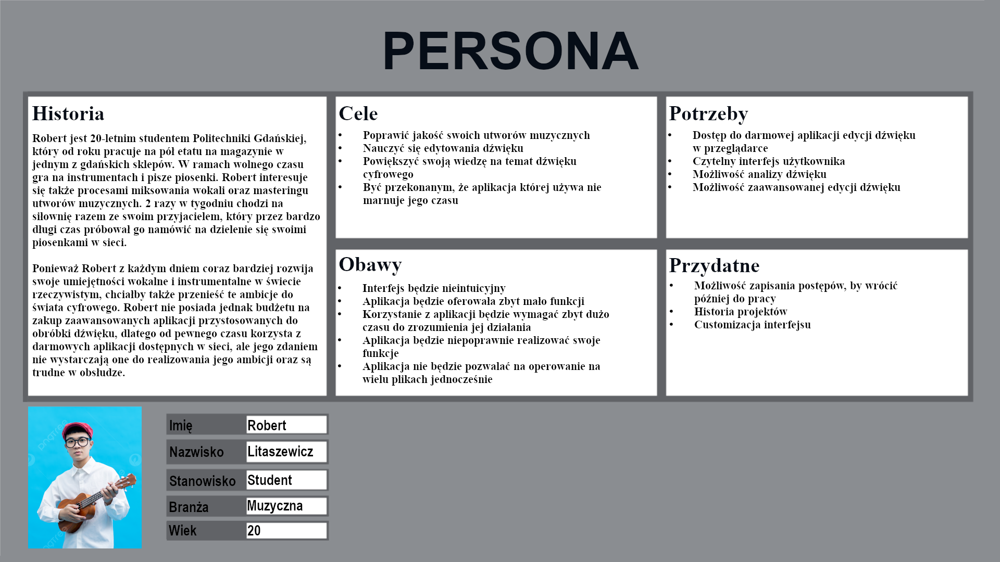 PERSONA
Historia
Robert jest 20-letnim studentem Politechniki Gdańskiej,
który od roku pracuje na pół etatu na magazynie w
jednym z gdańskich sklepów. W ramach wolnego czasu
gra na instrumentach i pisze piosenki. Robert interesuje
się także procesami miksowania wokali oraz masteringu
utworów muzycznych. 2 razy w tygodniu chodzi na
siłownię razem ze swoim przyjacielem, który przez bardzo
długi czas próbował go namówić na dzielenie się swoimi
piosenkami w sieci.
Ponieważ Robert z każdym dniem coraz bardziej rozwija
swoje umiejętności wokalne i instrumentalne w świecie
rzeczywistym, chciałby także przenieść te ambicje do
świata cyfrowego. Robert nie posiada jednak budżetu na
zakup zaawansowanych aplikacji przystosowanych do
obróbki dźwięku, dlatego od pewnego czasu korzysta z
darmowych aplikacji dostępnych w sieci, ale jego zdaniem
nie wystarczają one do realizowania jego ambicji oraz są
trudne w obsłudze.
Cele
• Poprawić jakość swoich utworów muzycznych
• Nauczyć się edytowania dźwięku
• Powiększyć swoją wiedzę na temat dźwięku
cyfrowego
• Być przekonanym, że aplikacja której używa nie
marnuje jego czasu
Potrzeby
• Dostęp do darmowej aplikacji edycji dźwięku
w przeglądarce
• Czytelny interfejs użytkownika
• Możliwość analizy dźwięku
• Możliwość zaawansowanej edycji dźwięku
Obawy
• Interfejs będzie nieintuicyjny
• Aplikacja będzie oferowała zbyt mało funkcji
• Korzystanie z aplikacji będzie wymagać zbyt dużo
czasu do zrozumienia jej działania
• Aplikacja będzie niepoprawnie realizować swoje
funkcje
• Aplikacja nie będzie pozwalać na operowanie na
wielu plikach jednocześnie
Przydatne
• Możliwość zapisania postępów, by wrócić
później do pracy
• Historia projektów
• Customizacja interfejsu
pngtree
pngtree
Imię Robert
Nazwisko Litaszewicz
Stanowisko Student
Branża Muzyczna
Wiek 20